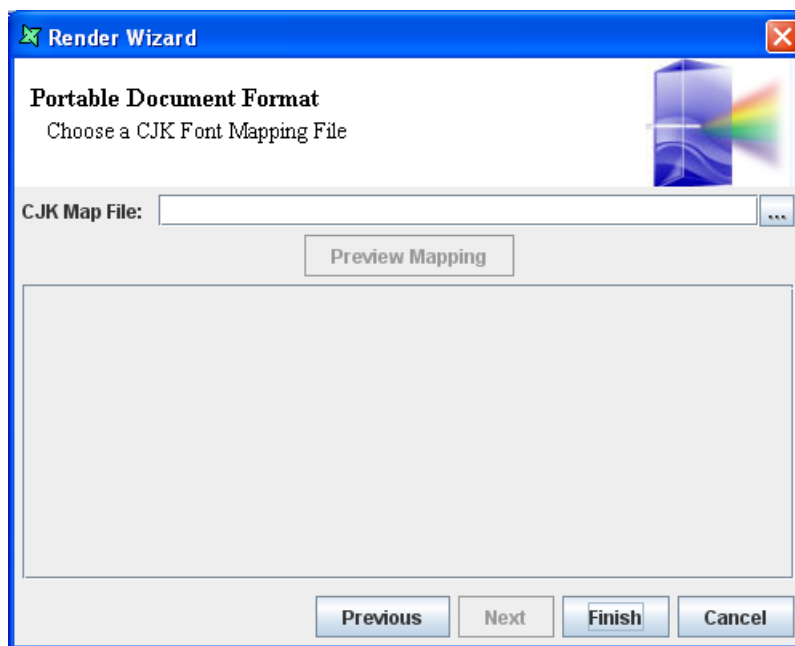 Render Wizard
Portable Document Format
Choose a CJK Font Mapping File
CJK Map File:
...
Preview Mapping
Previous Next Finish Cancel